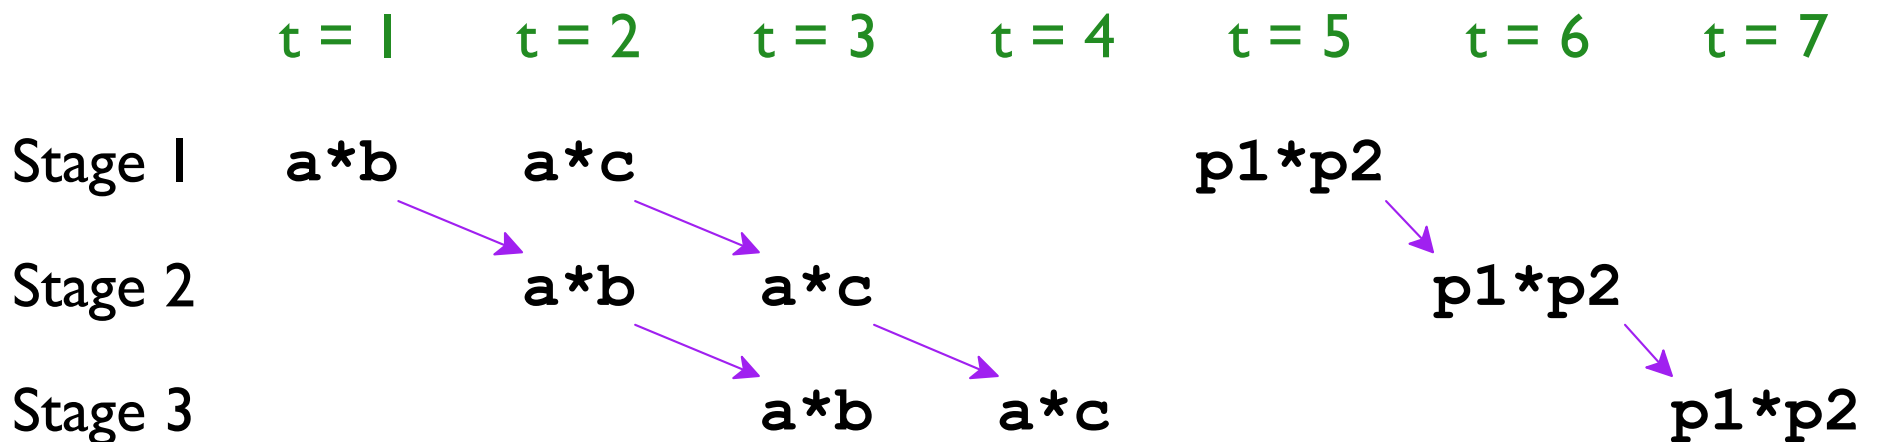 t = 1 t = 2 t = 3 t = 4 t = 5 t = 6 t = 7
Stage 1 a*b a*c p1*p2
Stage 2 a*b a*c p1*p2
Stage 3 a*b a*c p1*p2